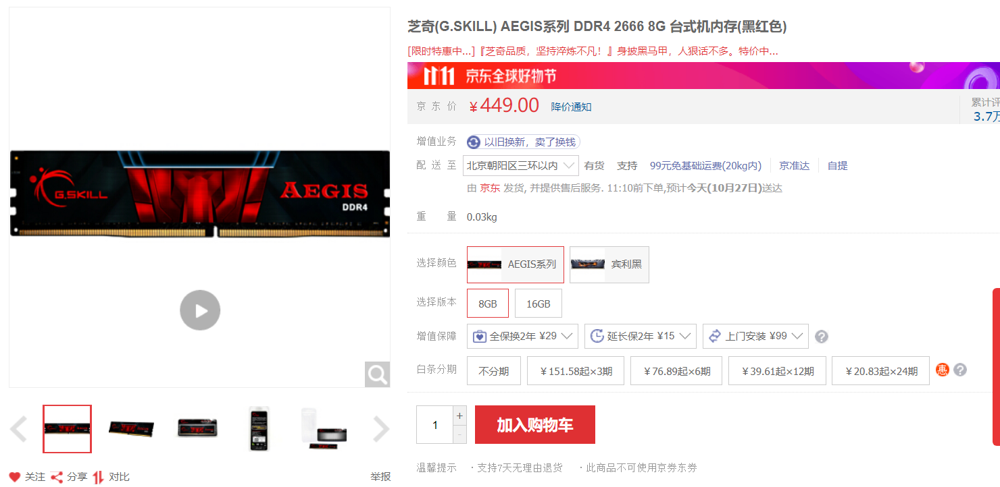 芝奇(G.SKILL) AEGIS系列 DDR4 2666 8G 台式机内存(黑红色)
[限时特惠中...]『芝奇品质，坚持淬炼不凡！』身披黑马甲，人狠话不多。特价中...
11.11 京东全球好物节
京东价 ￥449.00 降价通知
累计评
3.7万
增值业务 以旧换新，卖了换钱
配送至 北京朝阳区三环以内 有货 支持 99元免基础运费(20kg内) 京准达 自提
由 京东 发货, 并提供售后服务. 11:10前下单,预计今天(10月27日)送达
重量 0.03kg
选择颜色 AEGIS系列 宾利黑
选择版本 8GB 16GB
增值保障 全保换2年 ¥29 延长保2年 ¥15 上门安装 ¥99 ?
白条分期 不分期 ￥151.58起×3期 ￥76.89起×6期 ￥39.61起×12期 ￥20.83起×24期 惠 ?
1 + -
加入购物车
温馨提示 ·支持7天无理由退货 ·此商品不可使用京券东券
G.SKILL
AEGIS
DDR4
关注 分享 对比 举报